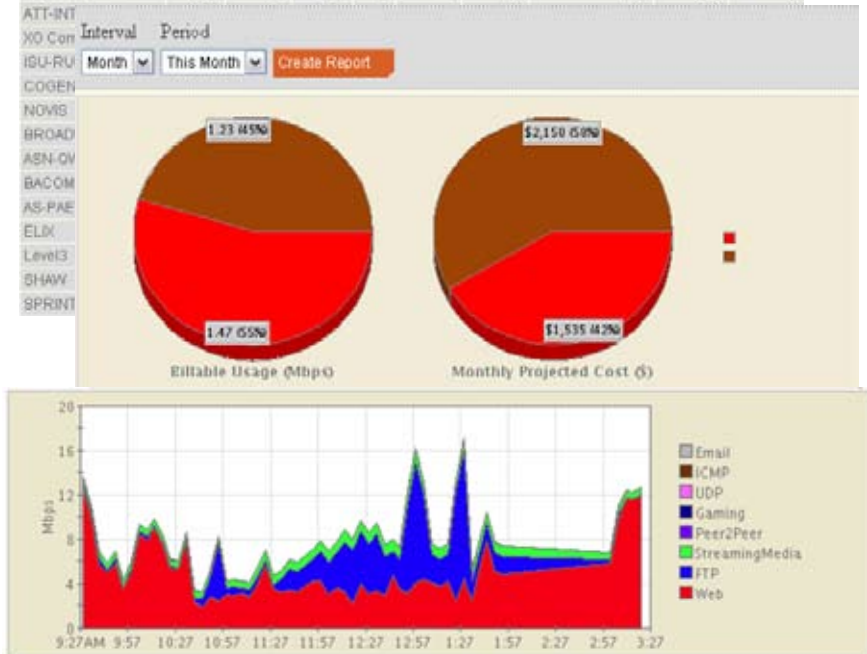 ATT-INT
XO Com
ISU-RU
COGEN
NOVIS
BROAD
ASN-QW
BACOM
AS-PAE
ELIX
Level3
SHAW
SPRINT
Interval Period
Month This Month Create Report
1.23 (45%)
1.47 (55%)
Billable Usage (Mbps)
$2,150 (58%)
$1,535 (42%)
Monthly Projected Cost ($)
Mbps
20
16
12
8
4
0
9:27AM 9:57 10:27 10:57 11:27 11:57 12:27 12:57 1:27 1:57 2:27 2:57 3:27
Email
ICMP
UDP
Gaming
Peer2Peer
StreamingMedia
FTP
Web